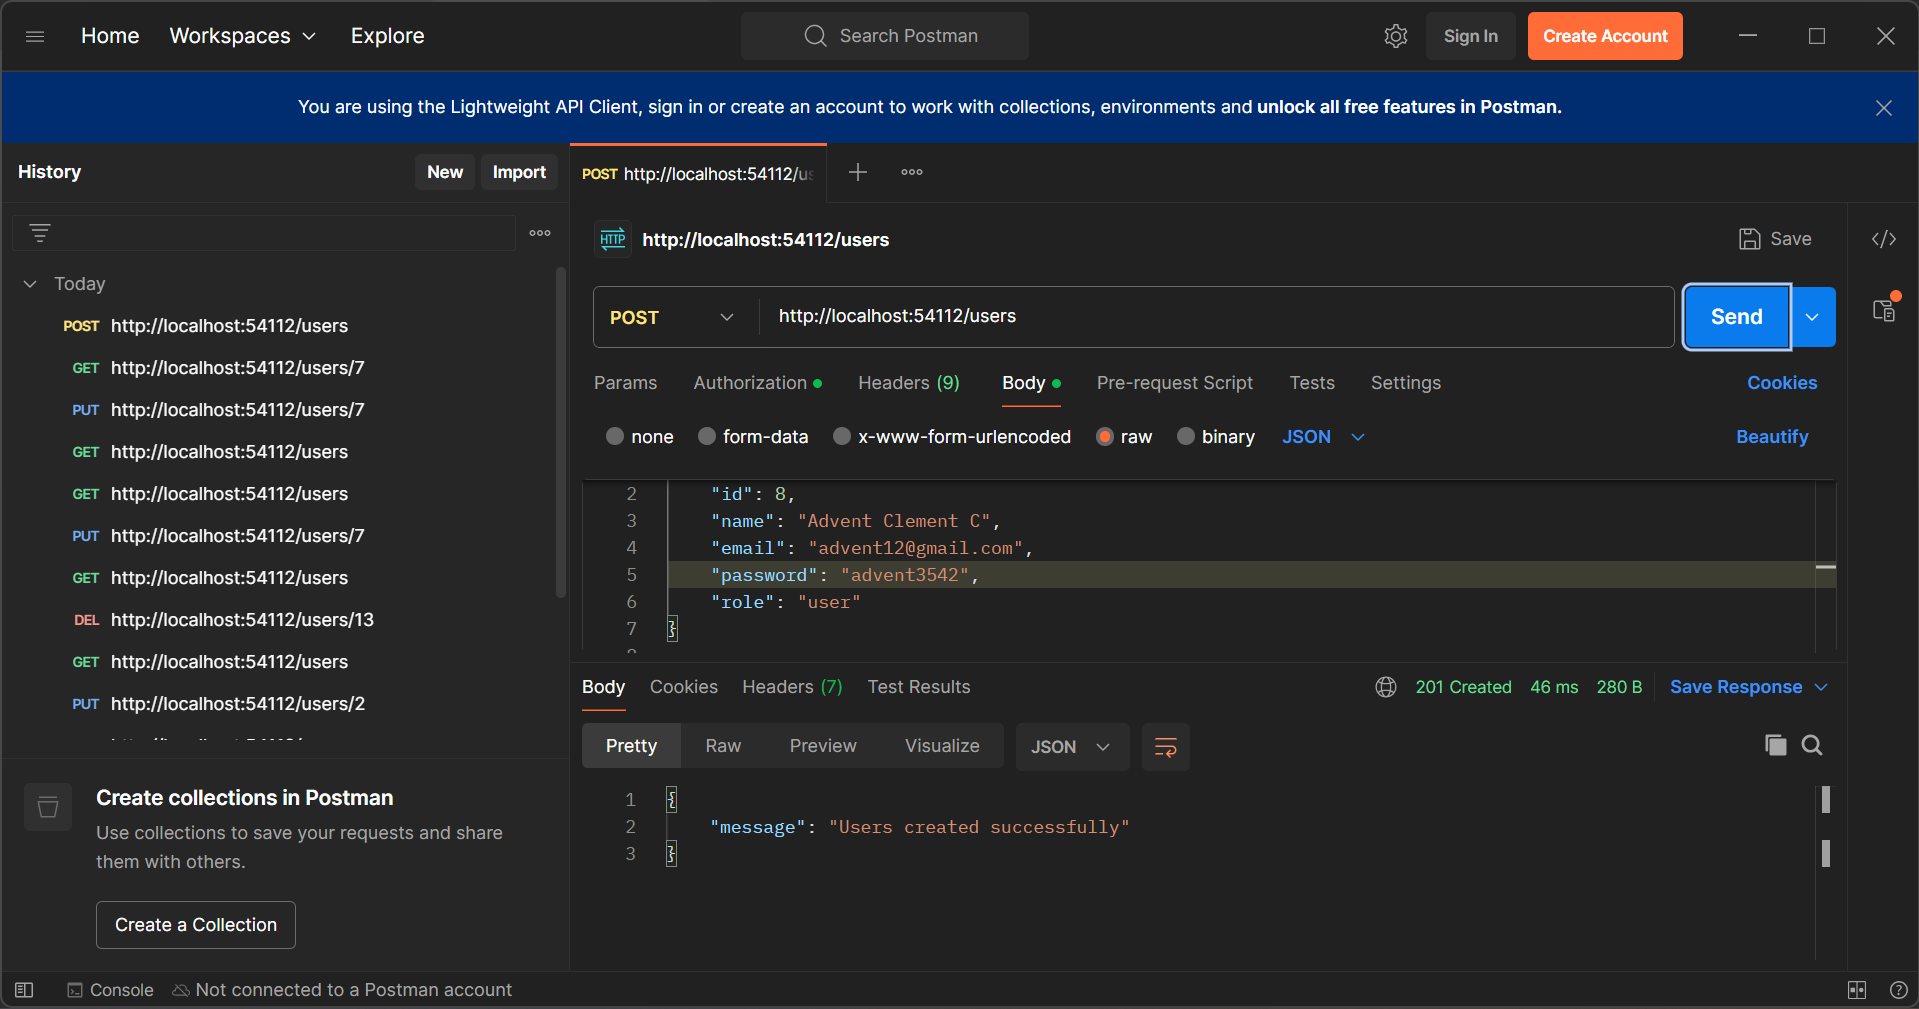 Home Workspaces Explore Search Postman Sign In Create Account
You are using the Lightweight API Client, sign in or create an account to work with collections, environments and unlock all free features in Postman.
History New Import
POST http://localhost:54112/us
HTTP http://localhost:54112/users Save
Today
POST http://localhost:54112/users
GET http://localhost:54112/users/7
PUT http://localhost:54112/users/7
GET http://localhost:54112/users
GET http://localhost:54112/users
PUT http://localhost:54112/users/7
GET http://localhost:54112/users
DEL http://localhost:54112/users/13
GET http://localhost:54112/users
PUT http://localhost:54112/users/2
Create collections in Postman
Use collections to save your requests and share
them with others.
Create a Collection
POST http://localhost:54112/users Send
Params Authorization Headers (9) Body Pre-request Script Tests Settings Cookies
none form-data x-www-form-urlencoded raw binary JSON Beautify
2 "id": 8,
3 "name": "Advent Clement C",
4 "email": "advent12@gmail.com",
5 "password": "advent3542",
6 "role": "user"
7 }
Body Cookies Headers (7) Test Results 201 Created 46 ms 280 B Save Response
Pretty Raw Preview Visualize JSON
1 {
2 "message": "Users created successfully"
3 }
Console Not connected to a Postman account